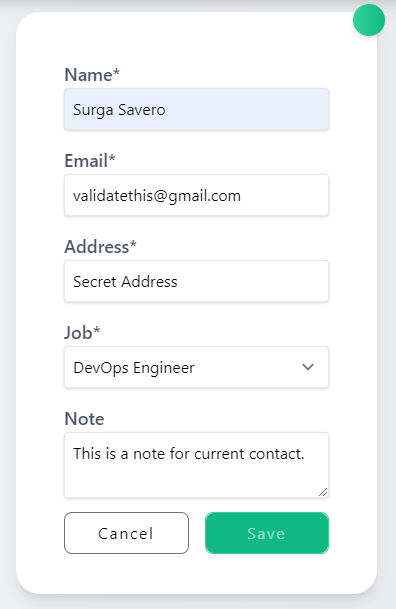 Name*
Surga Savero
Email*
validatethis@gmail.com
Address*
Secret Address
Job*
DevOps Engineer
Note
This is a note for current contact.
Cancel Save